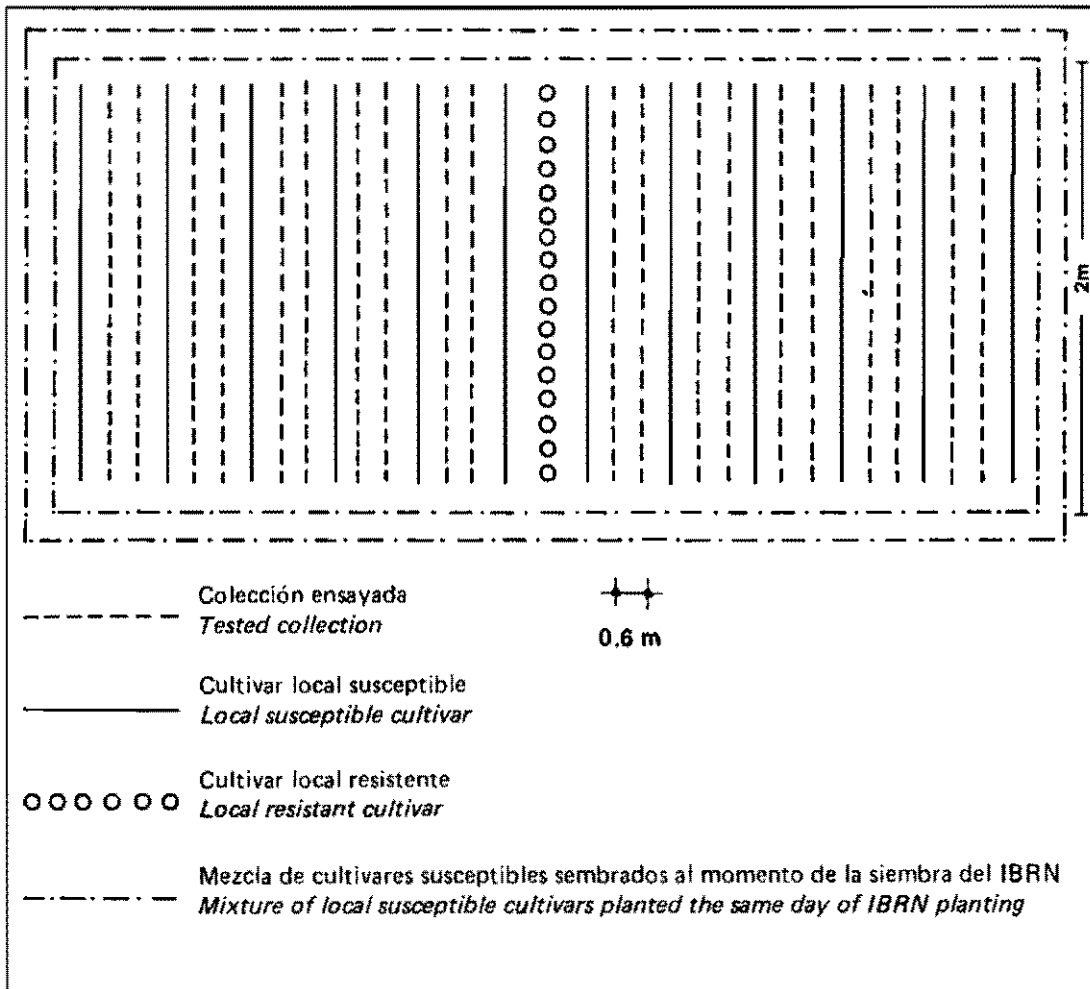 2m
0.6 m
Colección ensayada
Tested collection
Cultivar local susceptible
Local susceptible cultivar
Cultivar local resistente
Local resistant cultivar
Mezcla de cultivares susceptibles sembrados al momento de la siembra del IBRN
Mixture of local susceptible cultivars planted the same day of IBRN planting